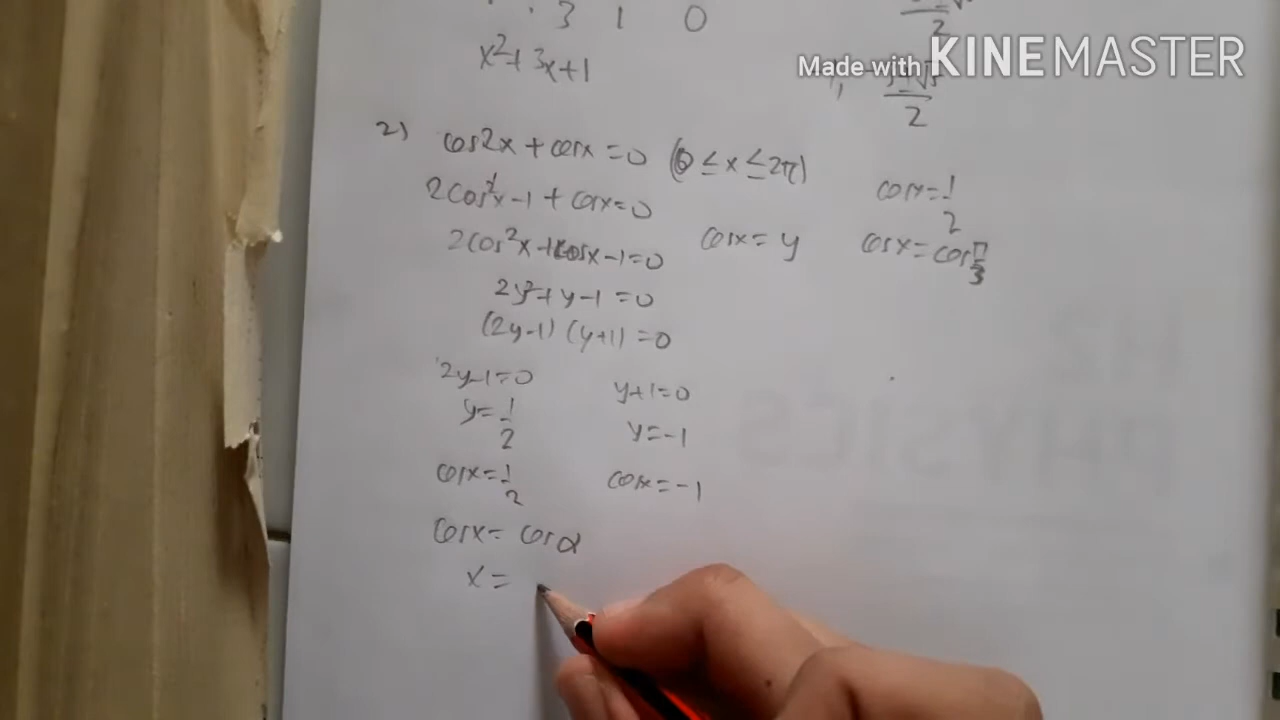 3 1 0
2
x²+3x+1
Made with KINEMASTER
2
2) cos2x + cosx = 0 (0 ≤ x ≤ 2π)
2cos²x - 1 + cosx = 0
2cos²x + cosx - 1 = 0
cosx = y
2y² + y - 1 = 0
(2y-1) (y+1) = 0
2y-1=0 y+1=0
y = 1/2 y = -1
cosx = 1/2 cosx = -1
cosx = cosα
x =
cosx = 1/2
cosx = cos π/3